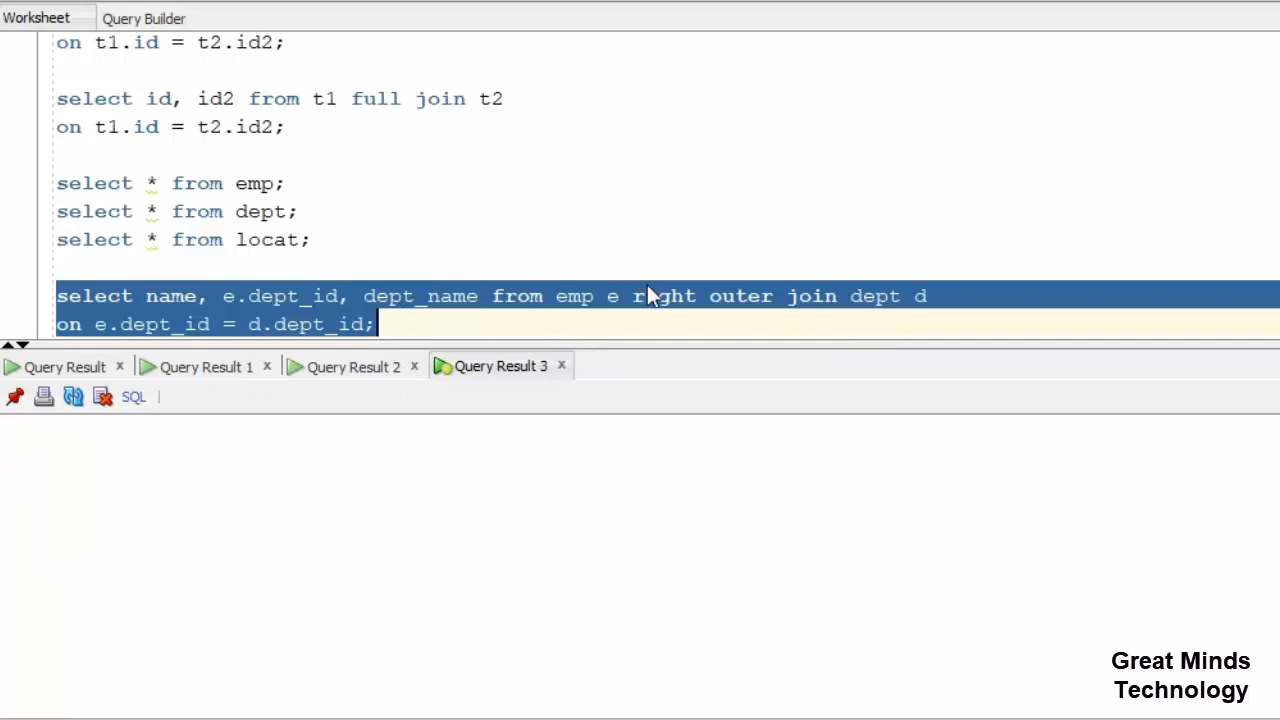 Worksheet Query Builder
on t1.id = t2.id2;
select id, id2 from t1 full join t2
on t1.id = t2.id2;
select * from emp;
select * from dept;
select * from locat;
select name, e.dept_id, dept_name from emp e right outer join dept d
on e.dept_id = d.dept_id;
Query Result x Query Result 1 x Query Result 2 x Query Result 3 x
SQL
Great Minds
Technology